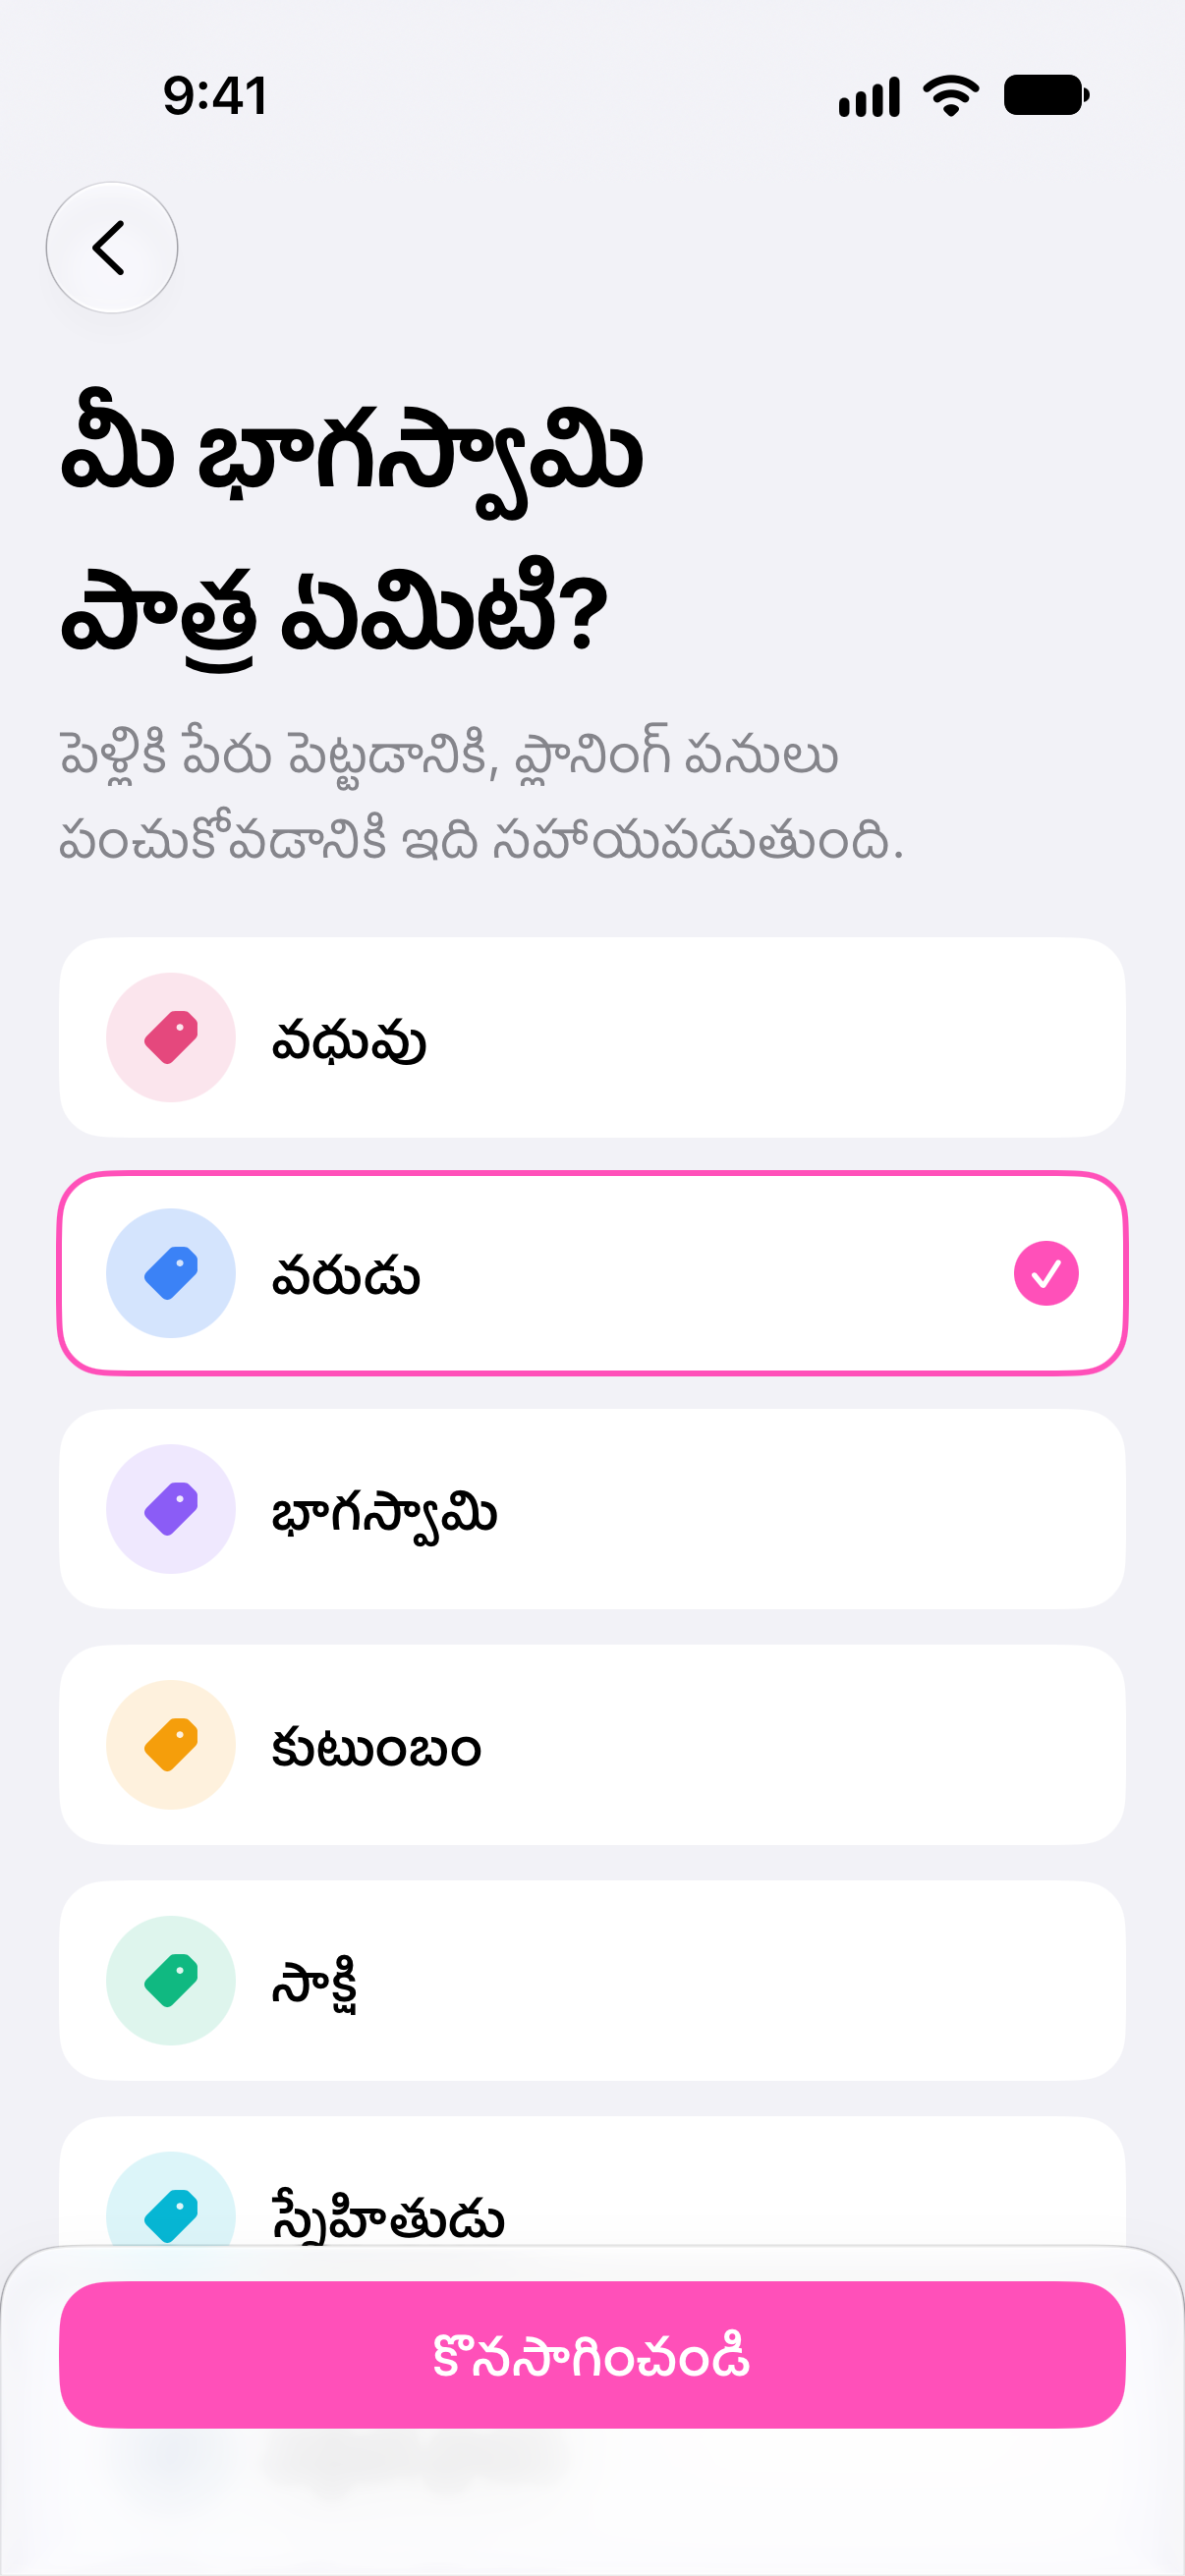 9:41
మీ భాగస్వామి
పాత్ర ఏమిటి?
పెళ్లికి పేరు పెట్టడానికి, ప్లానింగ్ పనులు
పంచుకోవడానికి ఇది సహాయపడుతుంది.
వధువు
వరుడు
భాగస్వామి
కుటుంబం
సాక్షి
స్నేహితుడు
కొనసాగించండి